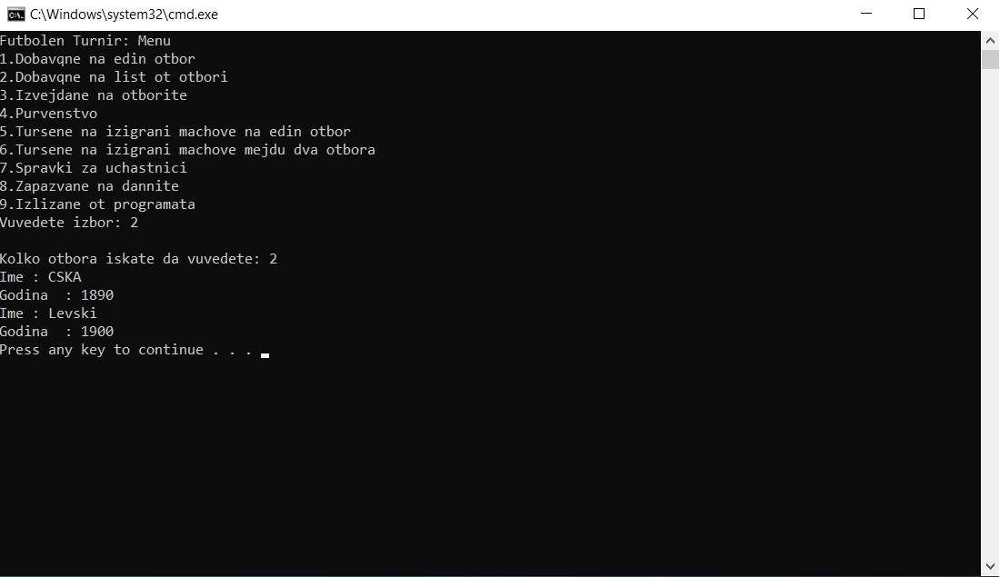 C:\Windows\system32\cmd.exe
Futbolen Turnir: Menu
1.Dobavqne na edin otbor
2.Dobavqne na list ot otbori
3.Izvejdane na otborite
4.Purvenstvo
5.Tursene na izigrani machove na edin otbor
6.Tursene na izigrani machove mejdu dva otbora
7.Spravki za uchastnici
8.Zapazvane na dannite
9.Izlizane ot programata
Vuvedete izbor: 2
Kolko otbora iskate da vuvedete: 2
Ime : CSKA
Godina  : 1890
Ime : Levski
Godina  : 1900
Press any key to continue . . .